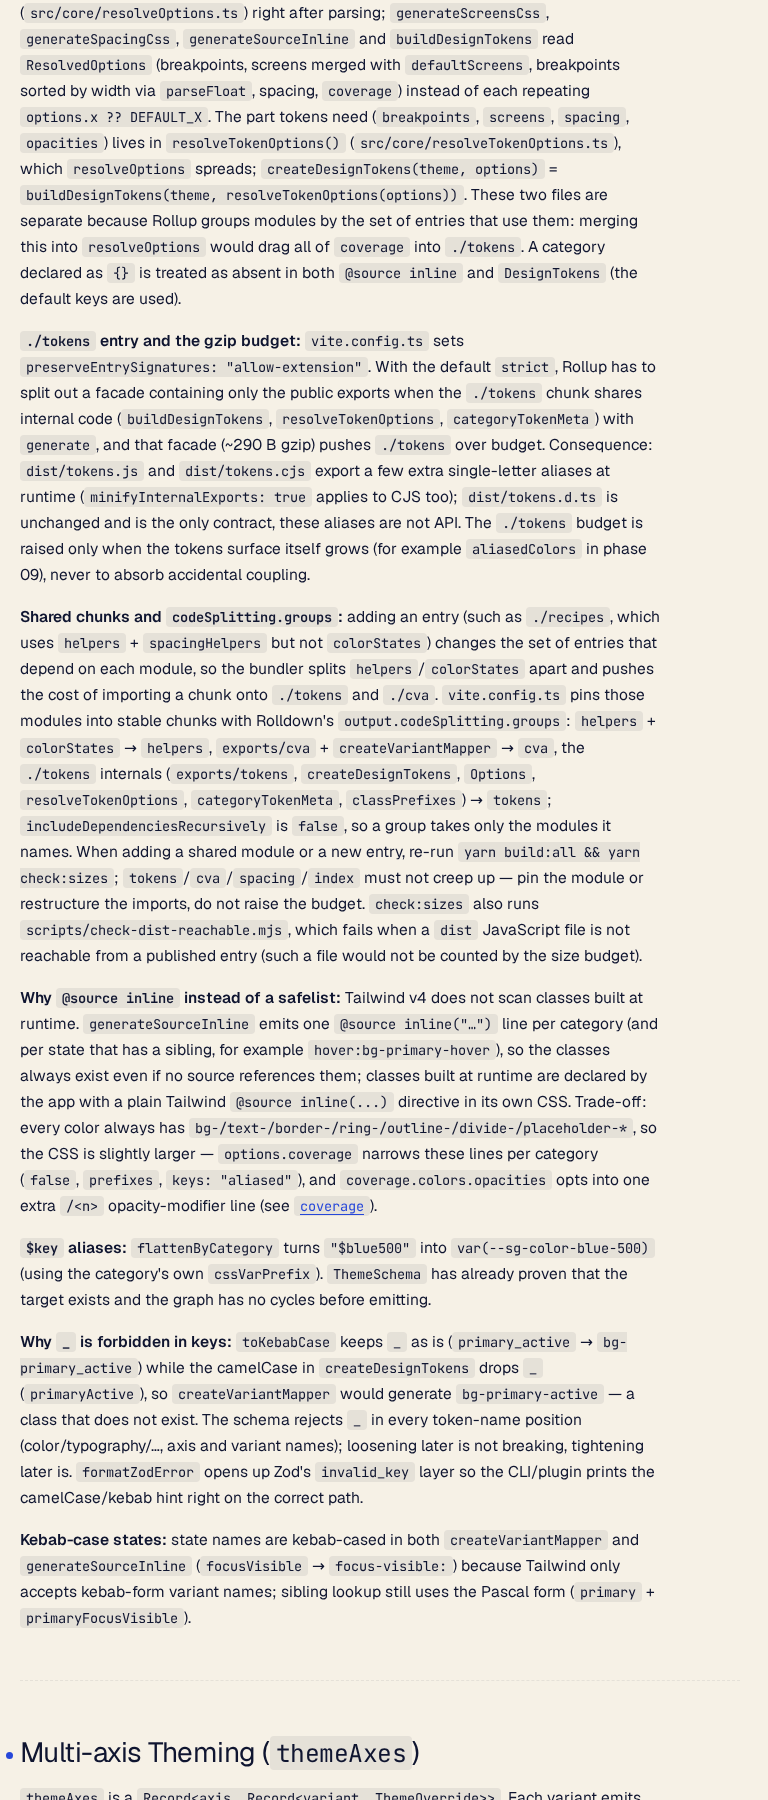 ( src/core/resolveOptions.ts ) right after parsing; generateScreensCss ,
generateSpacingCss , generateSourceInline and buildDesignTokens read
ResolvedOptions (breakpoints, screens merged with defaultScreens , breakpoints
sorted by width via parseFloat , spacing, coverage ) instead of each repeating
options.x ?? DEFAULT_X . The part tokens need ( breakpoints , screens , spacing ,
opacities ) lives in resolveTokenOptions() ( src/core/resolveTokenOptions.ts ),
which resolveOptions spreads; createDesignTokens(theme, options) =
buildDesignTokens(theme, resolveTokenOptions(options)) . These two files are
separate because Rollup groups modules by the set of entries that use them: merging
this into resolveOptions would drag all of coverage into ./tokens . A category
declared as {} is treated as absent in both @source inline and DesignTokens (the
default keys are used).
./tokens entry and the gzip budget: vite.config.ts sets
preserveEntrySignatures: "allow-extension" . With the default strict , Rollup has to
split out a facade containing only the public exports when the ./tokens chunk shares
internal code ( buildDesignTokens , resolveTokenOptions , categoryTokenMeta ) with
generate , and that facade (~290 B gzip) pushes ./tokens over budget. Consequence:
dist/tokens.js and dist/tokens.cjs export a few extra single-letter aliases at
runtime ( minifyInternalExports: true applies to CJS too); dist/tokens.d.ts is
unchanged and is the only contract, these aliases are not API. The ./tokens budget is
raised only when the tokens surface itself grows (for example aliasedColors in phase
09), never to absorb accidental coupling.
Shared chunks and codeSplitting.groups : adding an entry (such as ./recipes , which
uses helpers + spacingHelpers but not colorStates ) changes the set of entries that
depend on each module, so the bundler splits helpers / colorStates apart and pushes
the cost of importing a chunk onto ./tokens and ./cva . vite.config.ts pins those
modules into stable chunks with Rolldown's output.codeSplitting.groups : helpers +
colorStates → helpers , exports/cva + createVariantMapper → cva , the
./tokens internals ( exports/tokens , createDesignTokens , Options ,
resolveTokenOptions , categoryTokenMeta , classPrefixes ) → tokens ;
includeDependenciesRecursively is false , so a group takes only the modules it
names. When adding a shared module or a new entry, re-run yarn build:all && yarn
check:sizes ; tokens / cva / spacing / index must not creep up — pin the module or
restructure the imports, do not raise the budget. check:sizes also runs
scripts/check-dist-reachable.mjs , which fails when a dist JavaScript file is not
reachable from a published entry (such a file would not be counted by the size budget).
Why @source inline instead of a safelist: Tailwind v4 does not scan classes built at
runtime. generateSourceInline emits one @source inline("…") line per category (and
per state that has a sibling, for example hover:bg-primary-hover ), so the classes
always exist even if no source references them; classes built at runtime are declared by
the app with a plain Tailwind @source inline(...) directive in its own CSS. Trade-off:
every color always has bg-/text-/border-/ring-/outline-/divide-/placeholder-* , so
the CSS is slightly larger — options.coverage narrows these lines per category
( false , prefixes , keys: "aliased" ), and coverage.colors.opacities opts into one
extra /<n> opacity-modifier line (see coverage ).
$key aliases: flattenByCategory turns "$blue500" into var(--sg-color-blue-500)
(using the category's own cssVarPrefix ). ThemeSchema has already proven that the
target exists and the graph has no cycles before emitting.
Why _ is forbidden in keys: toKebabCase keeps _ as is ( primary_active → bg-
primary_active ) while the camelCase in createDesignTokens drops _
( primaryActive ), so createVariantMapper would generate bg-primary-active — a
class that does not exist. The schema rejects _ in every token-name position
(color/typography/…, axis and variant names); loosening later is not breaking, tightening
later is. formatZodError opens up Zod's invalid_key layer so the CLI/plugin prints the
camelCase/kebab hint right on the correct path.
Kebab-case states: state names are kebab-cased in both createVariantMapper and
generateSourceInline ( focusVisible → focus-visible: ) because Tailwind only
accepts kebab-form variant names; sibling lookup still uses the Pascal form ( primary +
primaryFocusVisible ).
Multi-axis Theming ( themeAxes )
themeAxes is a Record<axis, Record<variant, ThemeOverride>> . Each variant emits